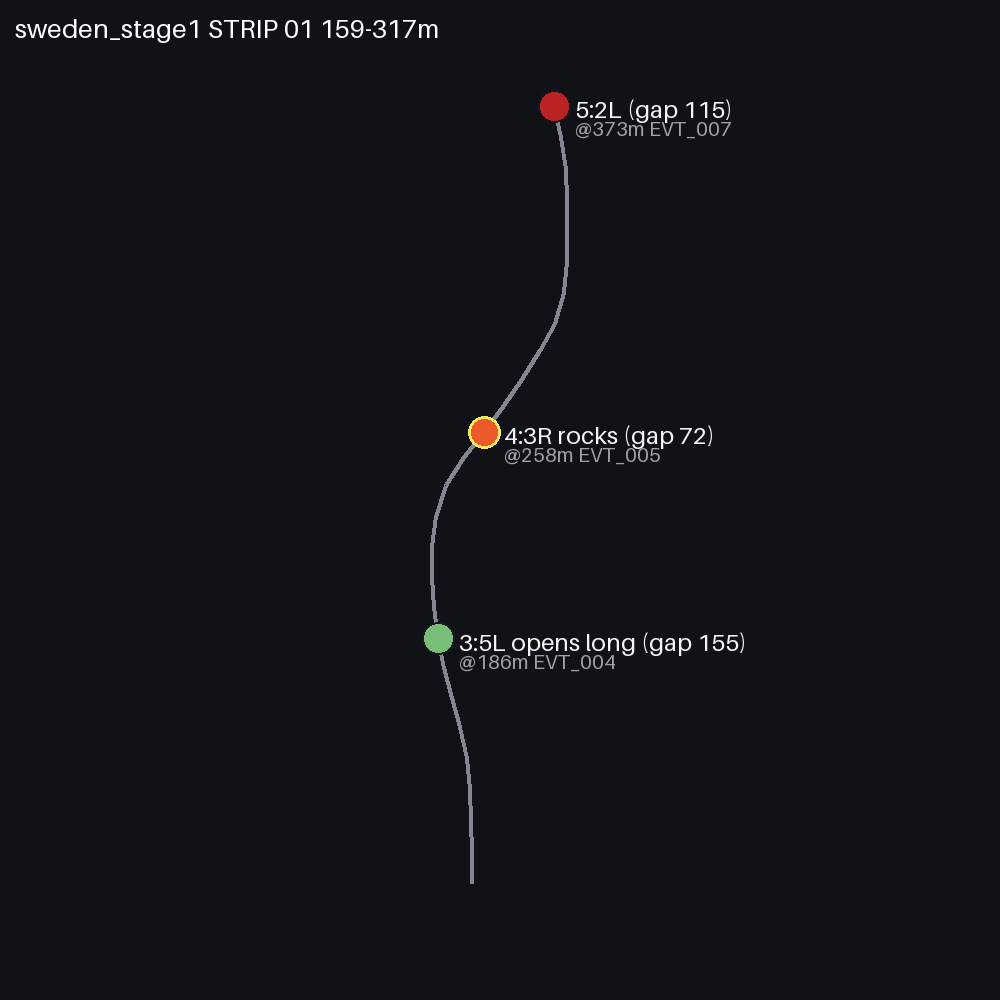 sweden_stage1 STRIP 01 159-317m
5:2L (gap 115)
@373m EVT_007
4:3R rocks (gap 72)
@258m EVT_005
3:5L opens long (gap 155)
@186m EVT_004